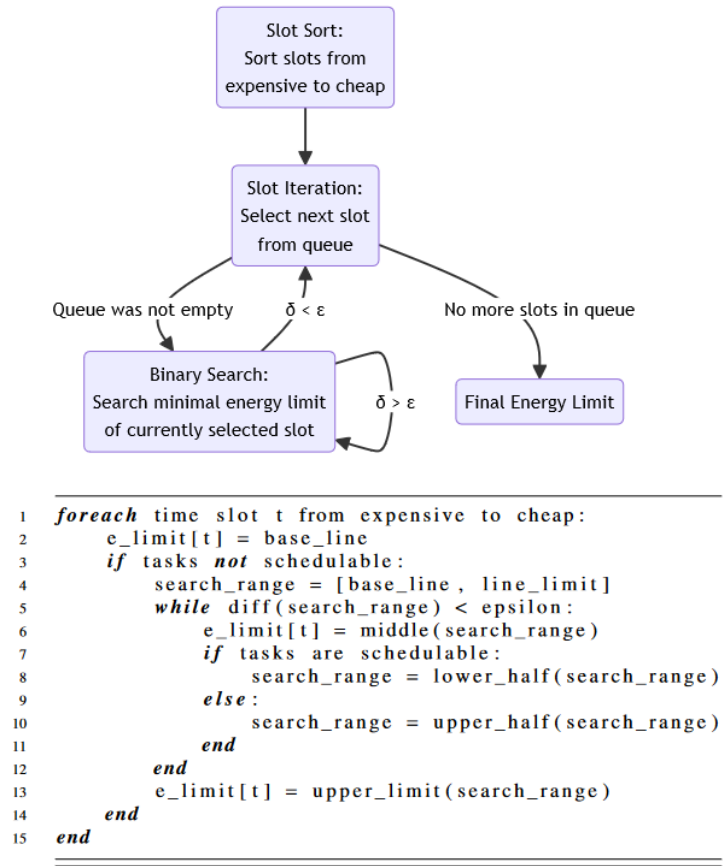 Slot Sort:
Sort slots from
expensive to cheap
Slot Iteration:
Select next slot
from queue
Queue was not empty
δ < ε
No more slots in queue
Binary Search:
Search minimal energy limit
of currently selected slot
δ > ε
Final Energy Limit
1 foreach time slot t from expensive to cheap:
2 e_limit[t] = base_line
3 if tasks not schedulable:
4 search_range = [base_line, line_limit]
5 while diff(search_range) < epsilon:
6 e_limit[t] = middle(search_range)
7 if tasks are schedulable:
8 search_range = lower_half(search_range)
9 else:
10 search_range = upper_half(search_range)
11 end
12 end
13 e_limit[t] = upper_limit(search_range)
14 end
15 end